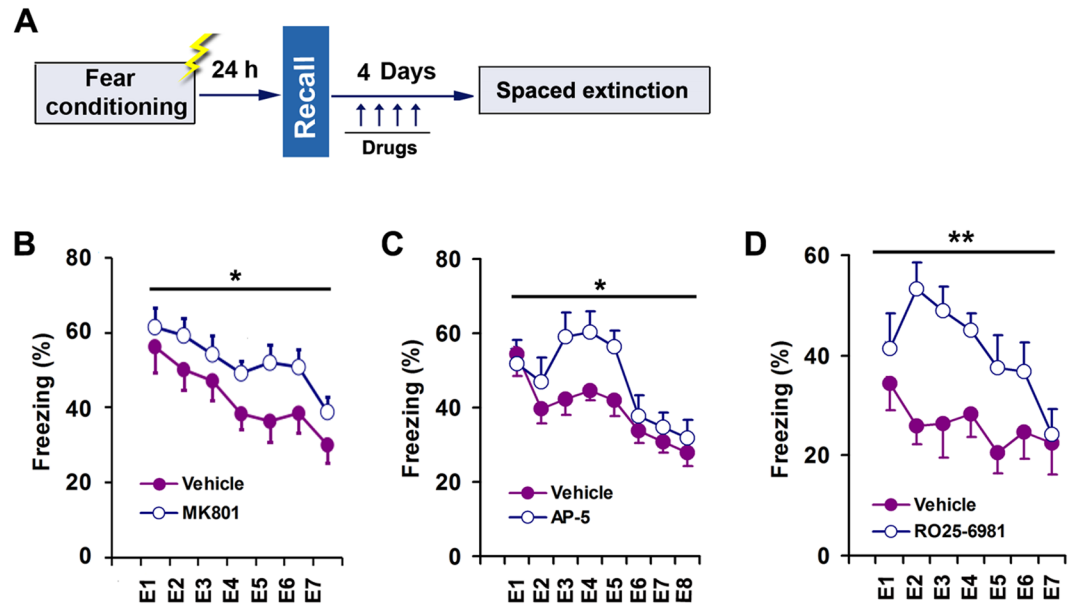 A
Fear
conditioning
24 h
Recall
4 Days
Drugs
Spaced extinction
B
Freezing (%)
80
60
40
20
0
*
Vehicle
MK801
E1 E2 E3 E4 E5 E6 E7
C
Freezing (%)
80
60
40
20
0
*
Vehicle
AP-5
E1 E2 E3 E4 E5 E6 E7 E8
D
Freezing (%)
60
40
20
0
**
Vehicle
RO25-6981
E1 E2 E3 E4 E5 E6 E7